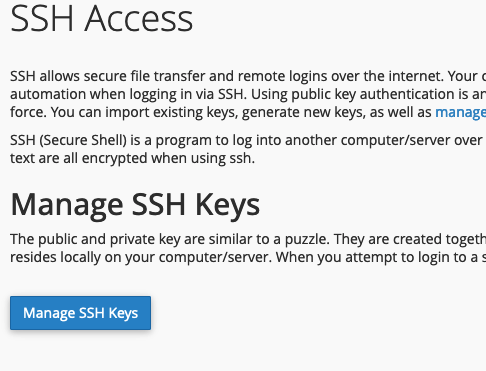 SSH Access
SSH allows secure file transfer and remote logins over the internet. Your
automation when logging in via SSH. Using public key authentication is
force. You can import existing keys, generate new keys, as well as manage
SSH (Secure Shell) is a program to log into another computer/server over
text are all encrypted when using ssh.
Manage SSH Keys
The public and private key are similar to a puzzle. They are created
resides locally on your computer/server. When you attempt to login to a
Manage SSH Keys